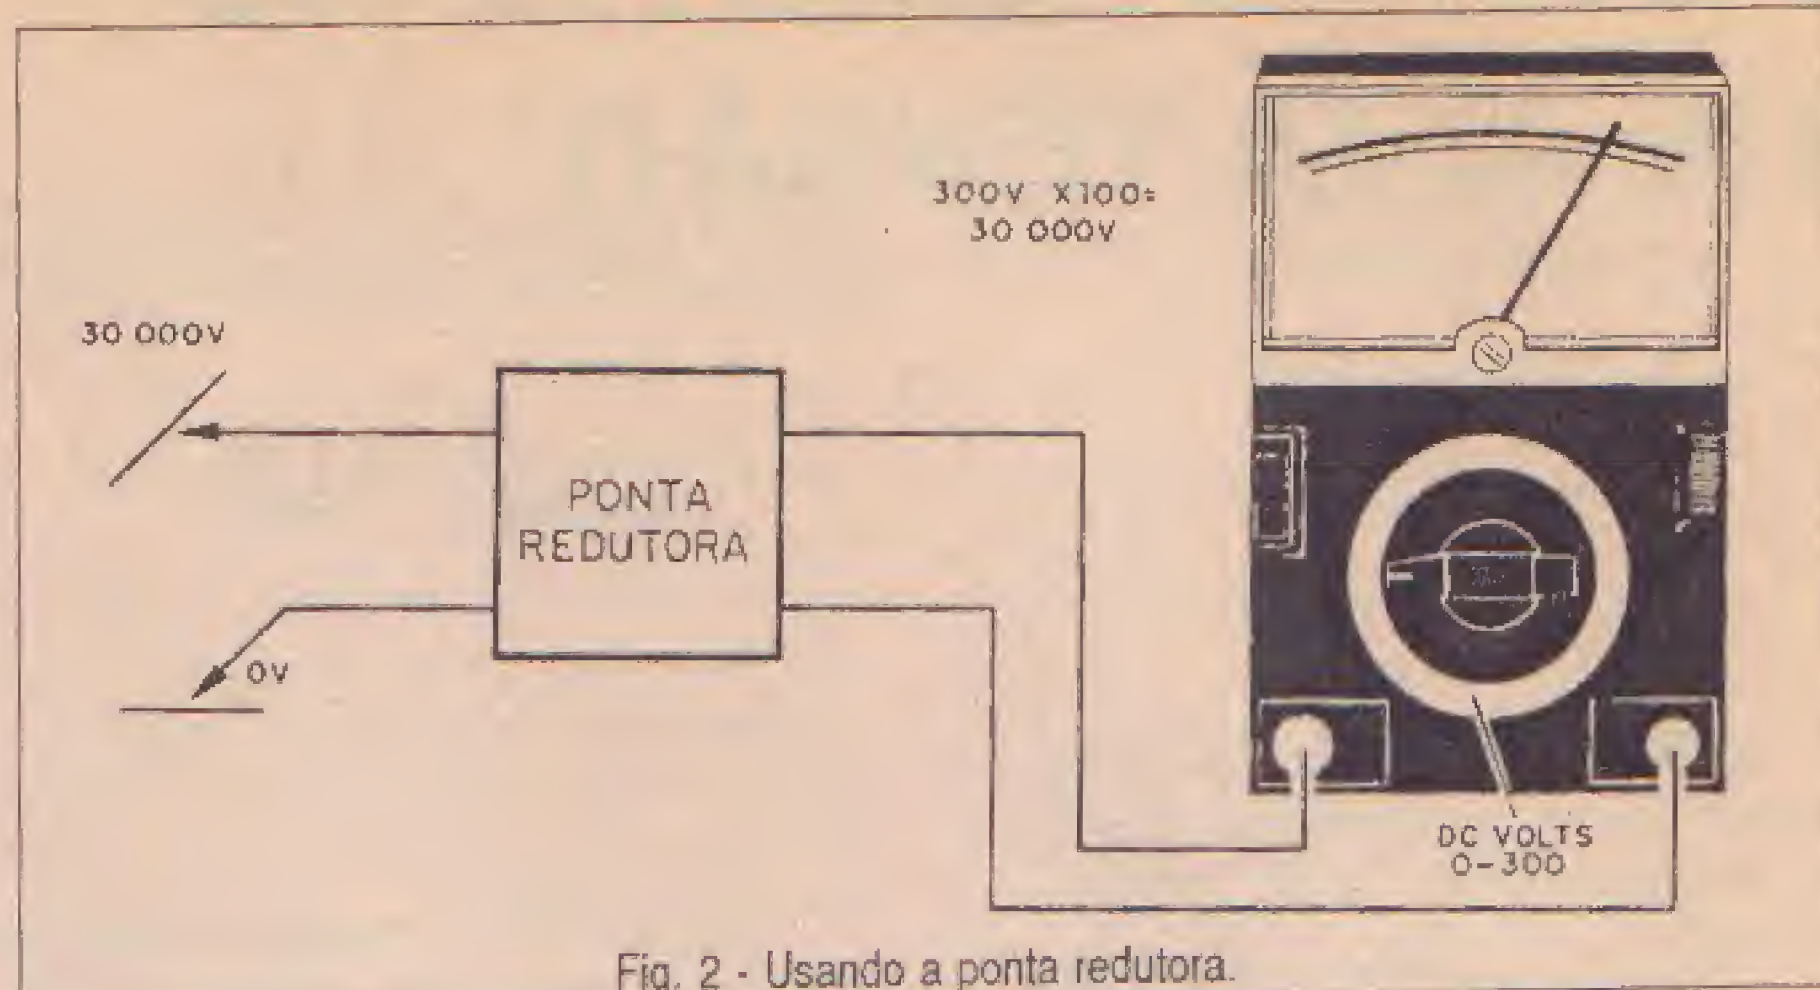 300V X100=
30 000V
30 000V
PONTA
REDUTORA
0V
DC VOLTS
0-300
Fig. 2 - Usando a ponta redutora.